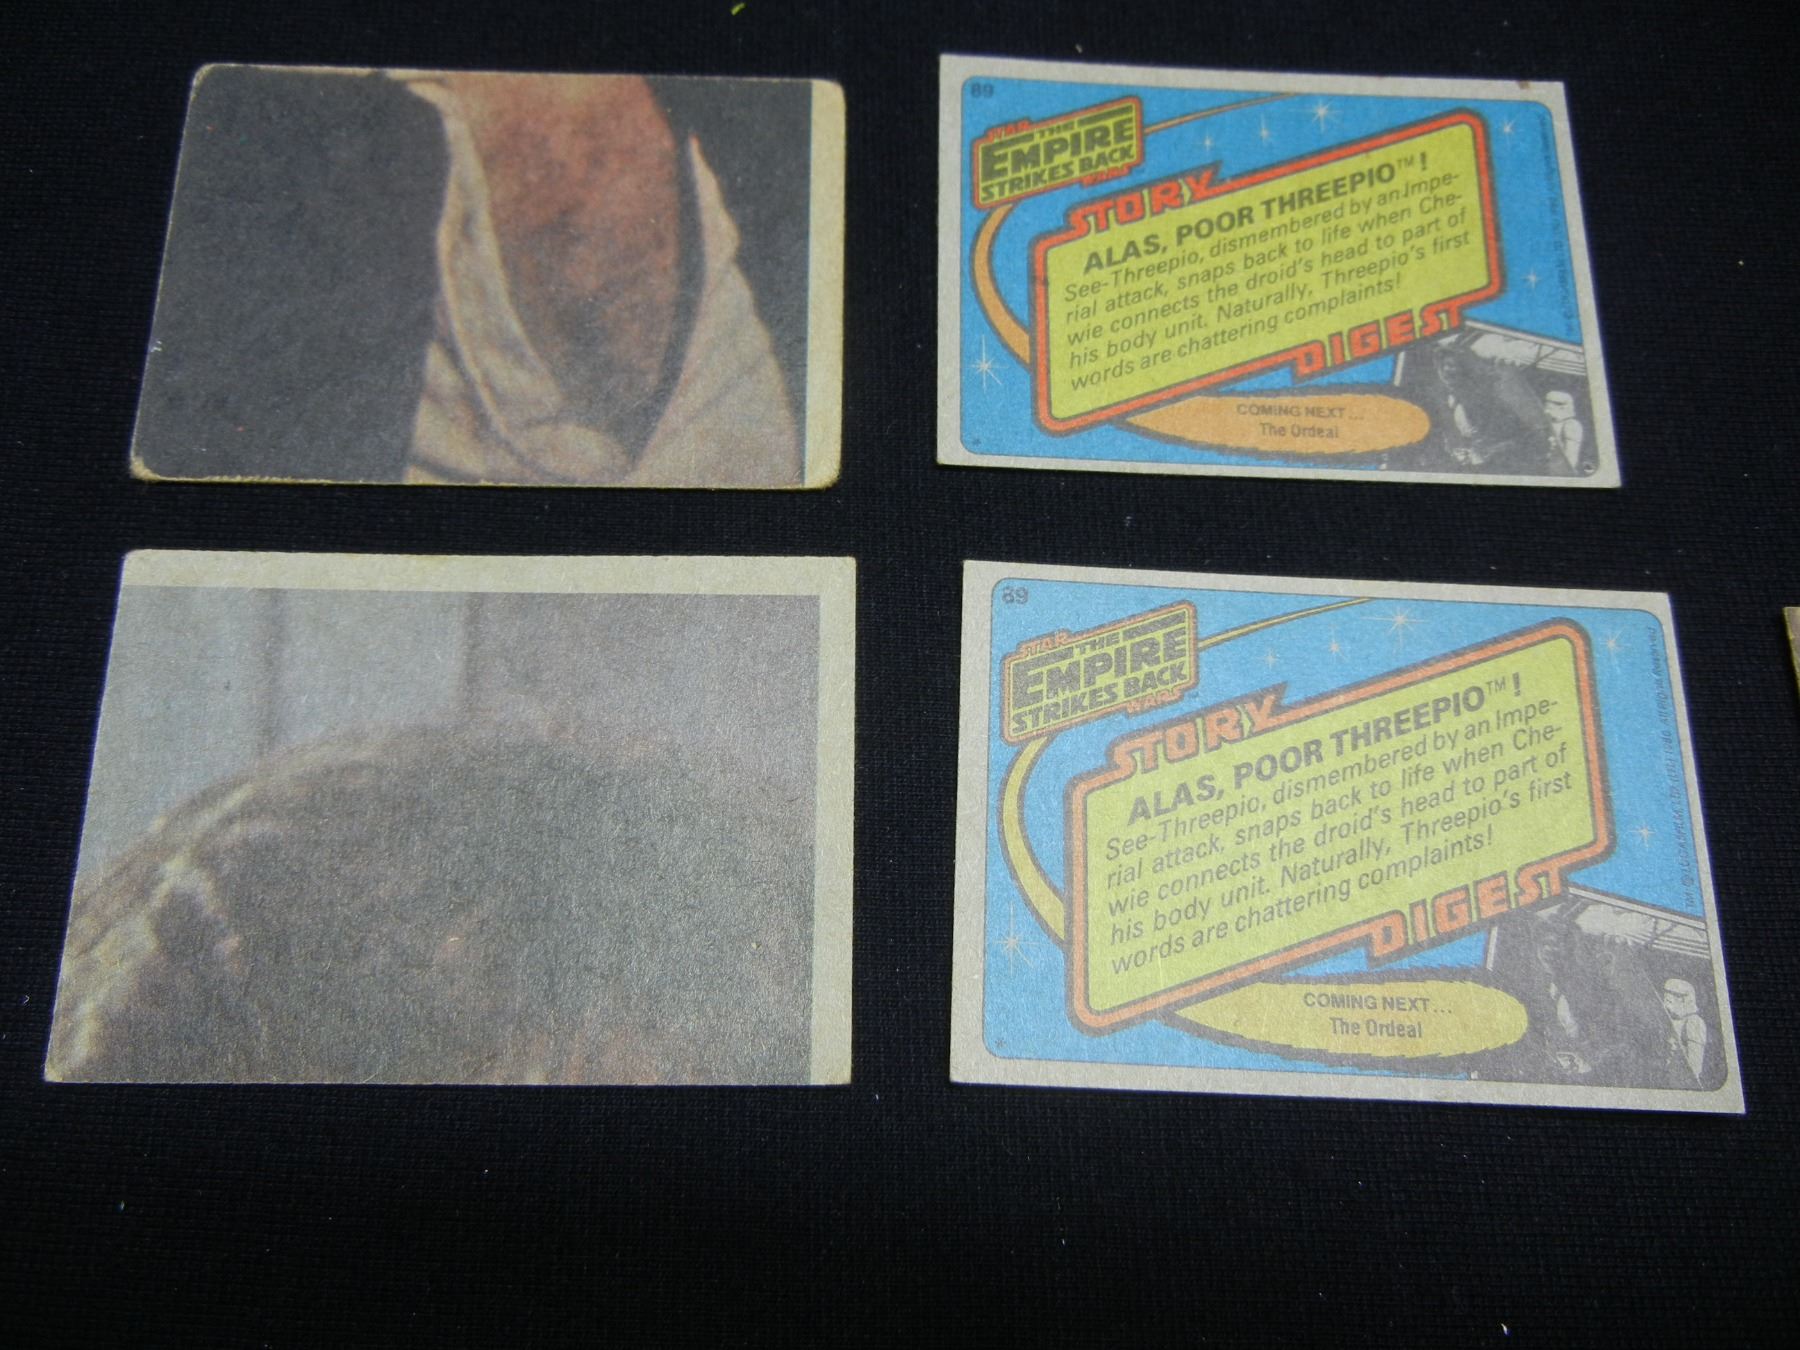 89
STAR
THE
EMPIRE
STRIKES BACK
WARS
STORY
ALAS, POOR THREEPIO™!
See-Threepio, dismembered by an Impe-
rial attack, snaps back to life when Che-
wie connects the droid's head to part of
his body unit. Naturally, Threepio's first
words are chattering complaints!
DIGEST
COMING NEXT...
The Ordeal
*
89
STAR
THE
EMPIRE
STRIKES BACK
WARS™
STORY
ALAS, POOR THREEPIO™!
See-Threepio, dismembered by an Impe-
rial attack, snaps back to life when Che-
wie connects the droid's head to part of
his body unit. Naturally, Threepio's first
words are chattering complaints!
DIGEST
COMING NEXT...
The Ordeal
*